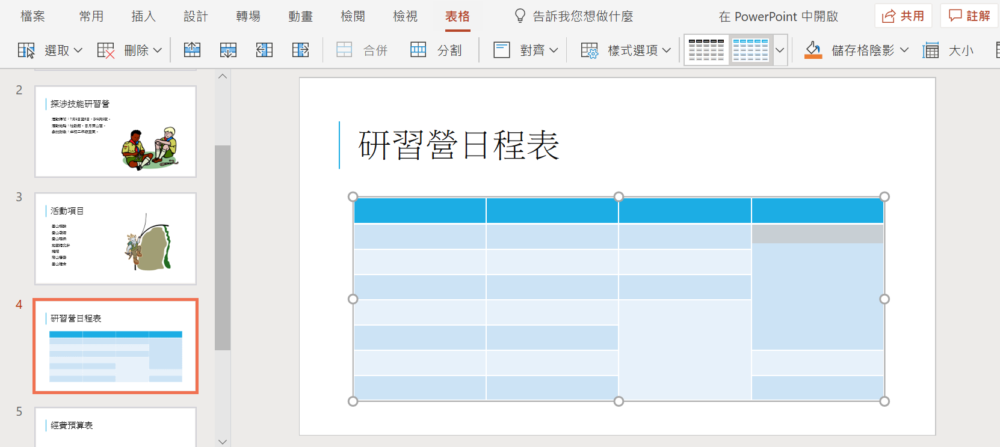 檔案 常用 插入 設計 轉場 動畫 檢閱 檢視 表格 告訴我您想做什麼 在 PowerPoint 中開啟 共用 註解
選取 刪除 合併 分割 對齊 樣式選項 儲存格陰影 大小
2
探涉技能研習營
3
活動項目
4
研習營日程表
5
經費預算表
研習營日程表